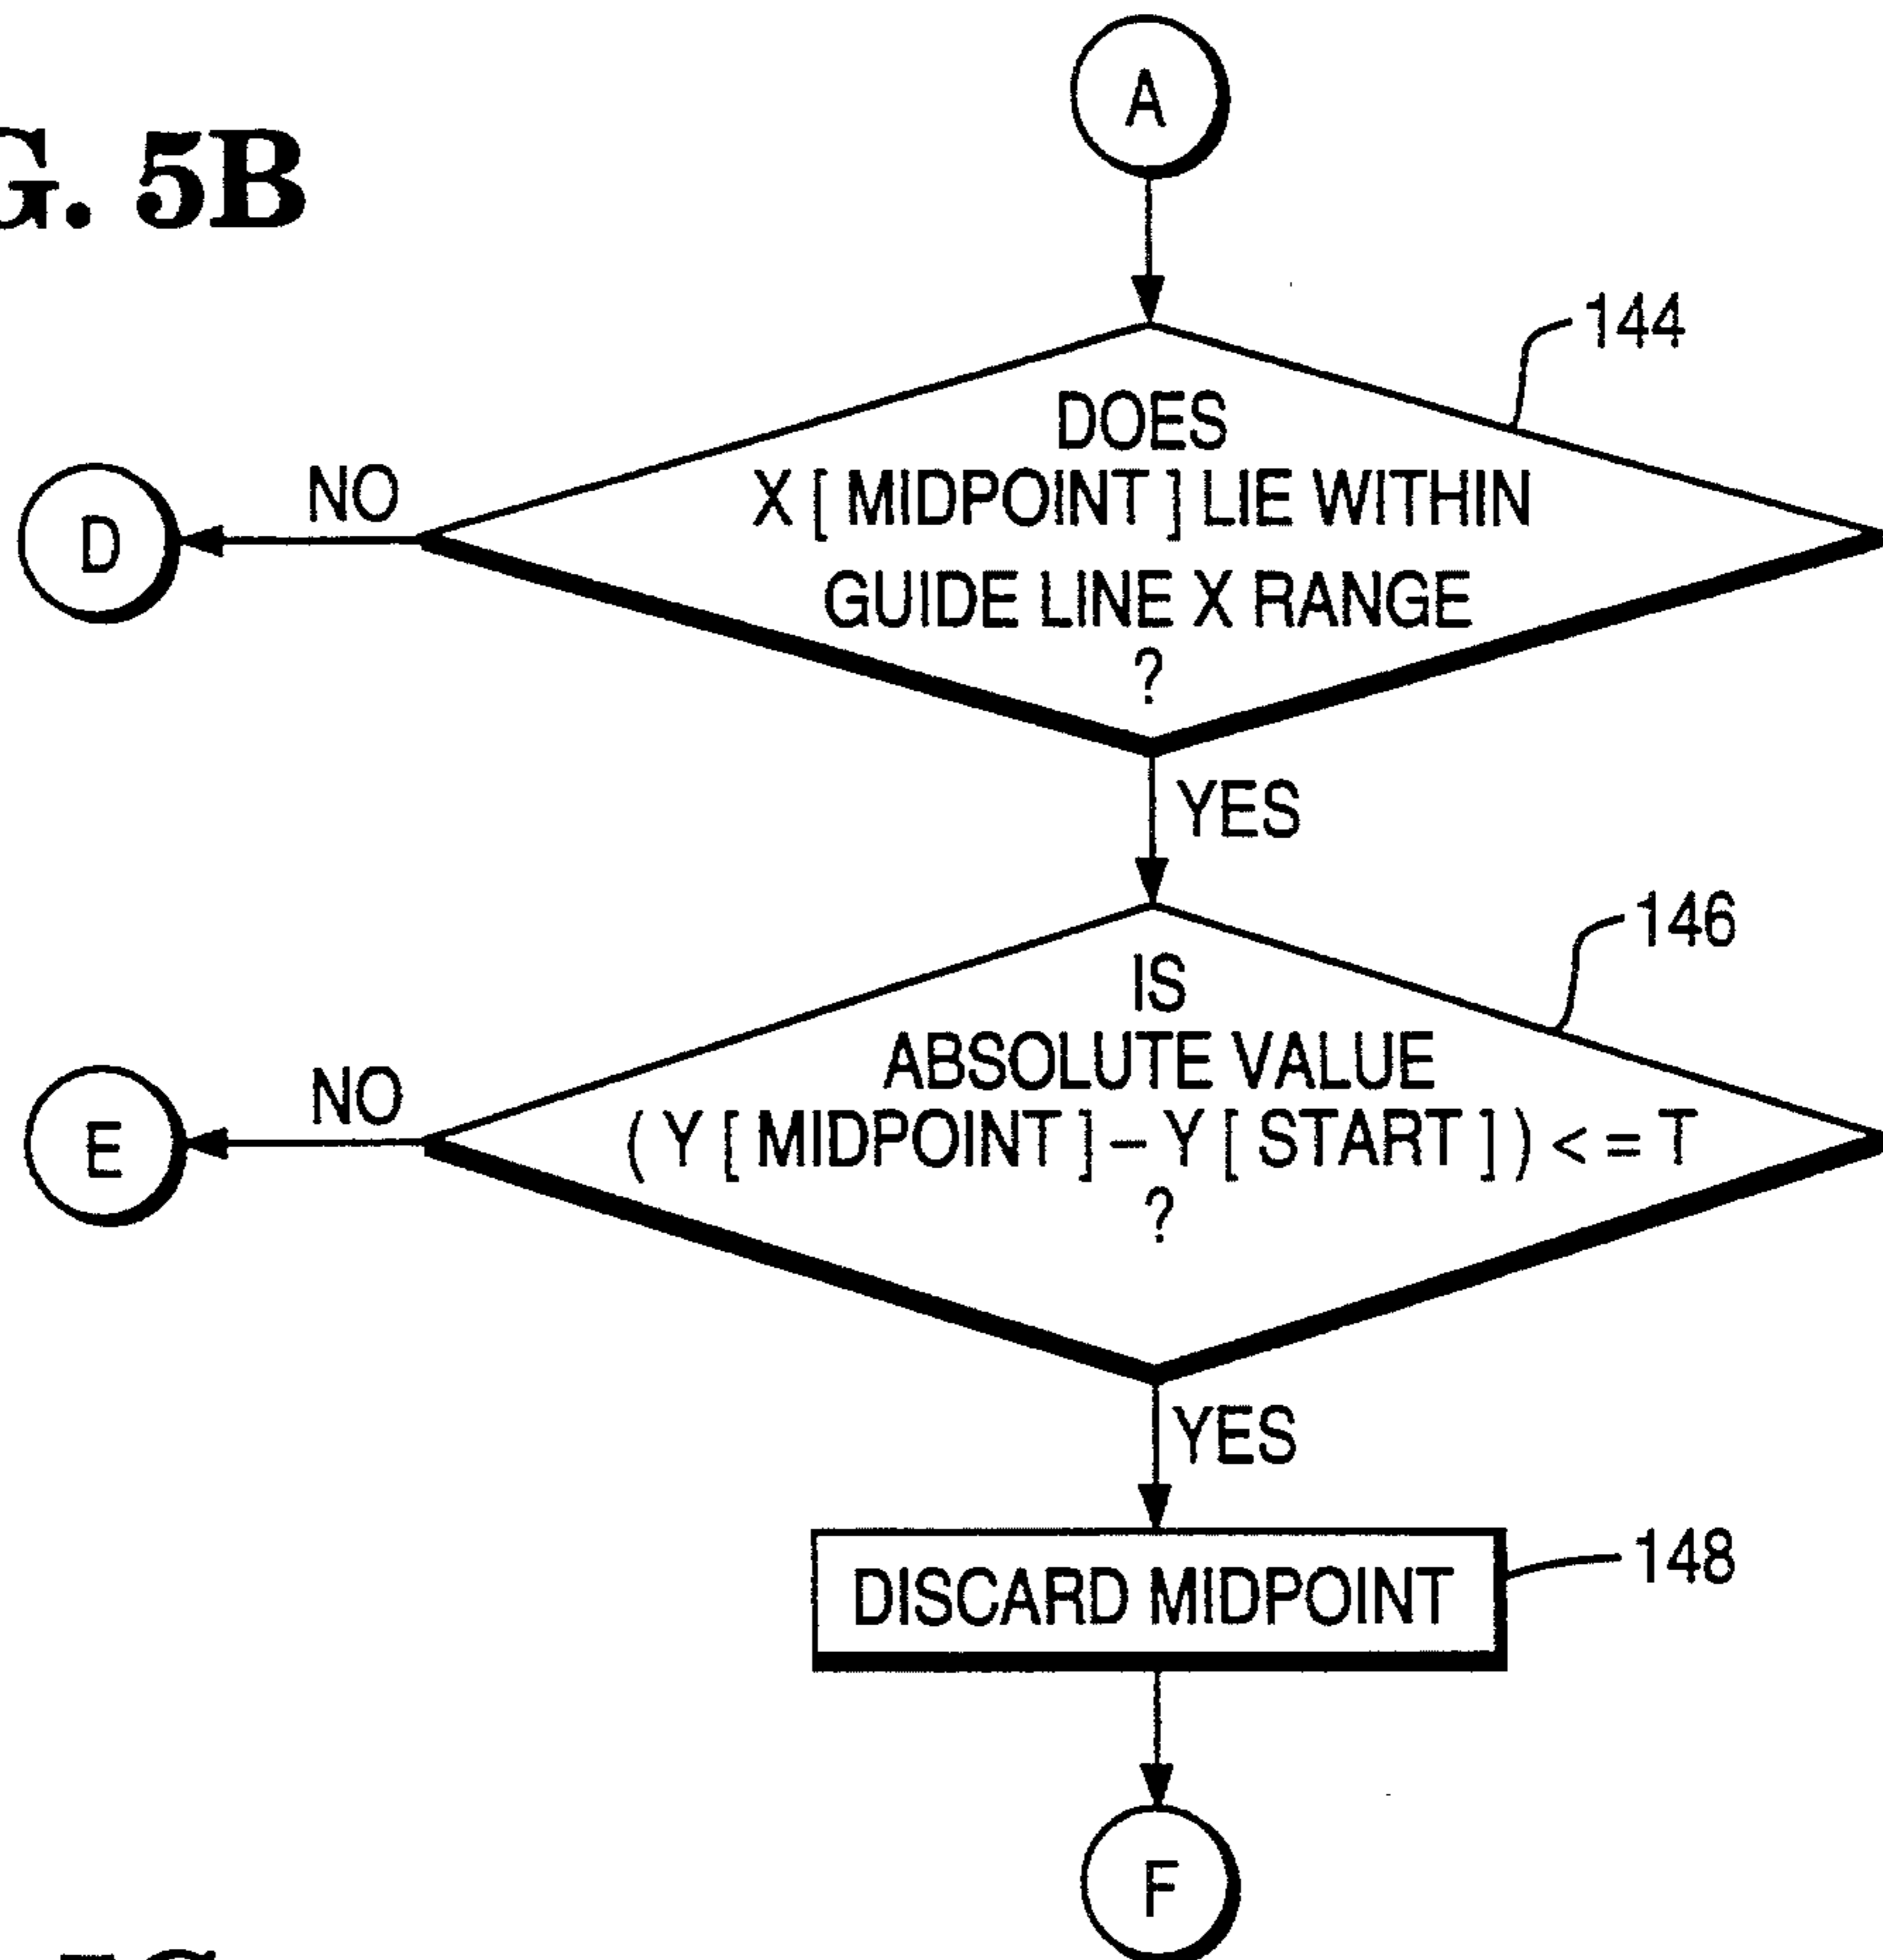 A
G. 5B
144
DOES
X [ MIDPOINT ] LIE WITHIN
GUIDE LINE X RANGE
?
NO
D
YES
146
IS
ABSOLUTE VALUE
( Y [ MIDPOINT ] – Y [ START ] ) < = T
?
NO
E
YES
DISCARD MIDPOINT
148
F